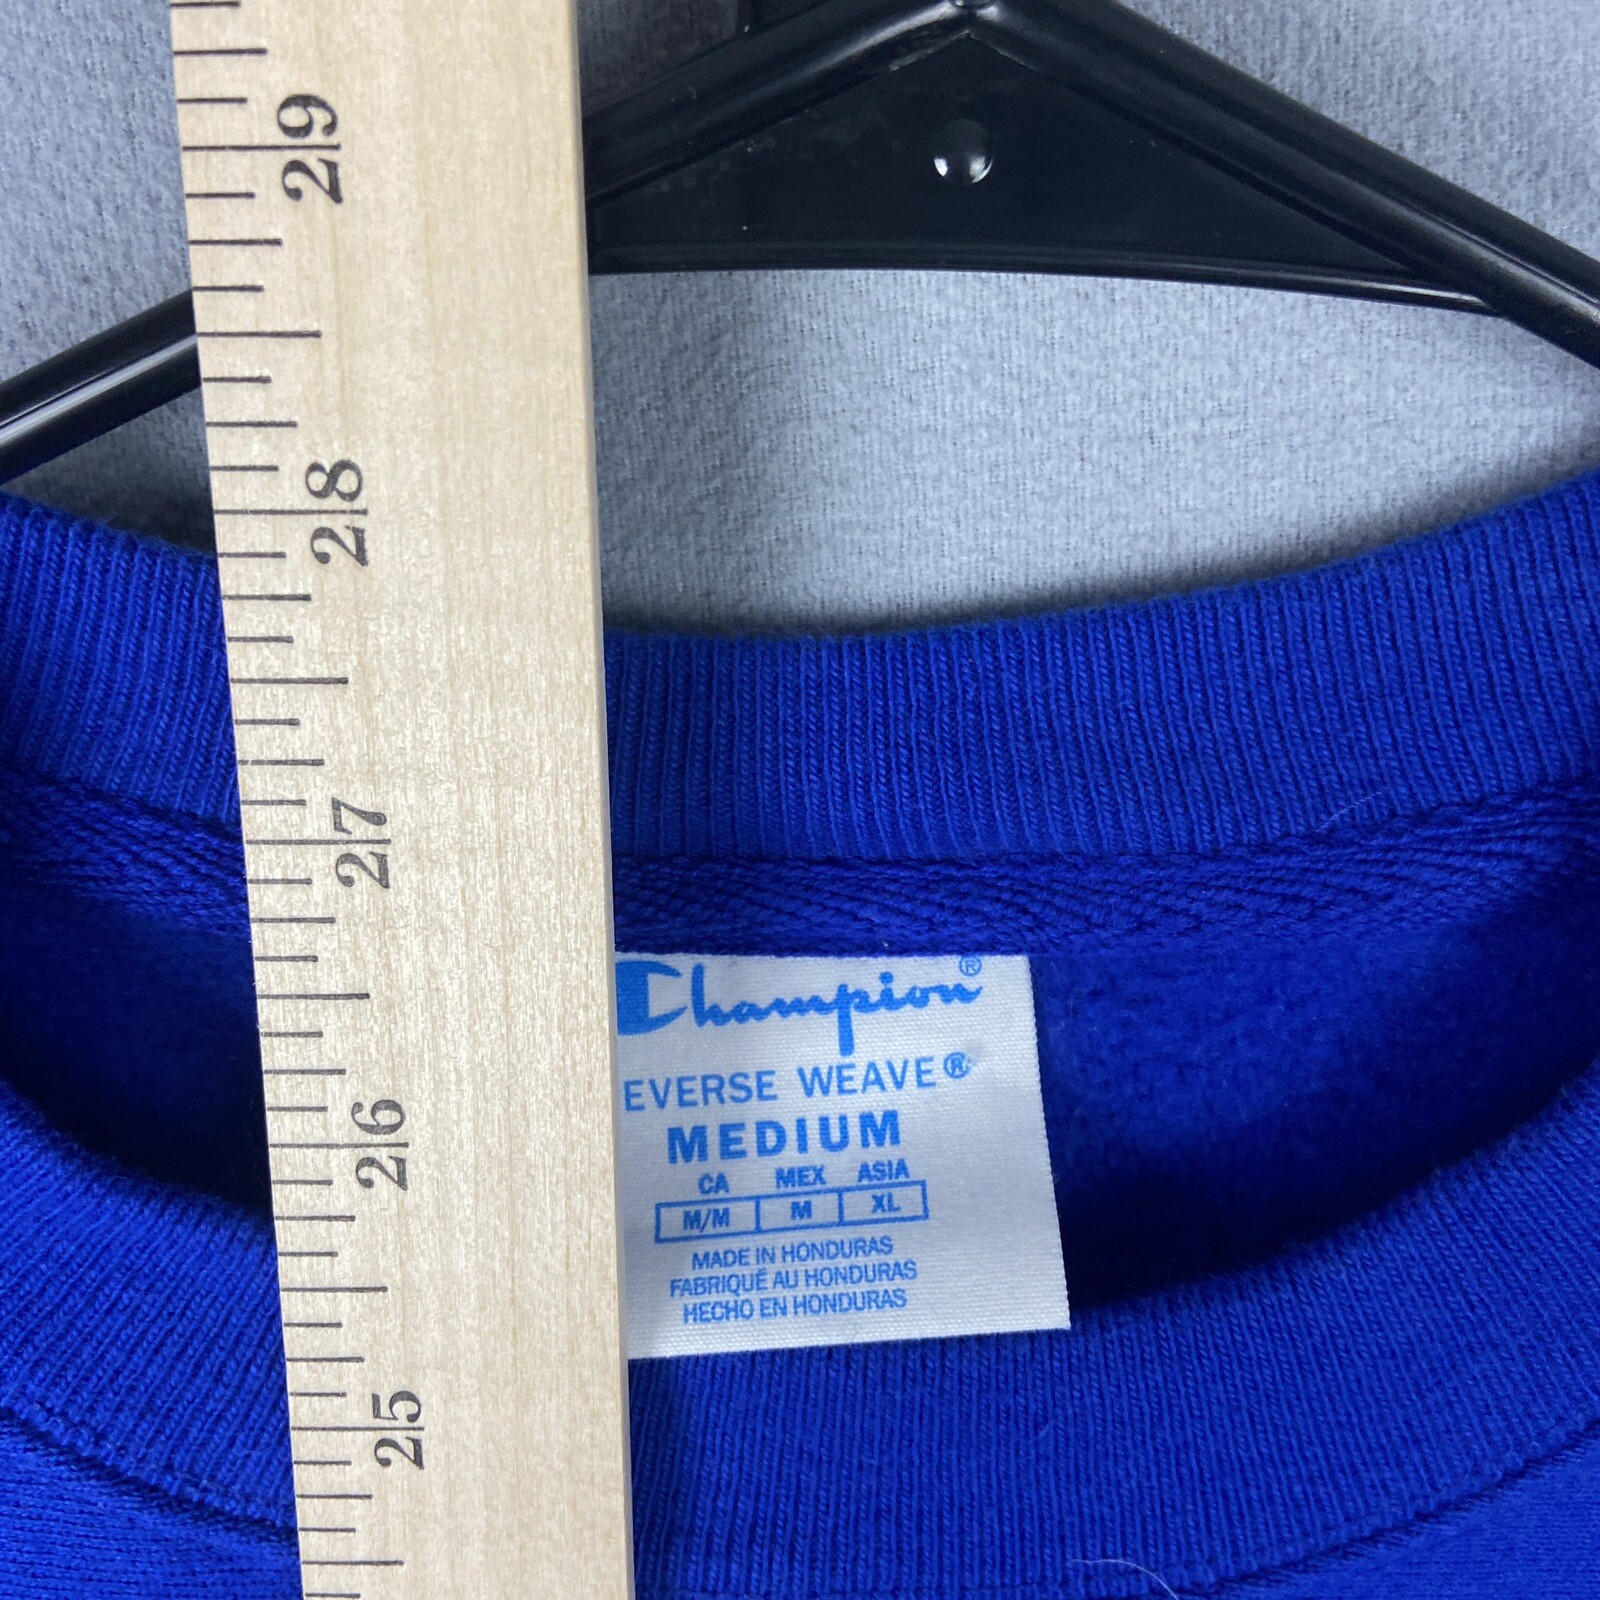 29
28
27
26
25
Champion®
EVERSE WEAVE®
MEDIUM
CA MEX ASIA
M/M M XL
MADE IN HONDURAS
FABRIQUÉ AU HONDURAS
HECHO EN HONDURAS